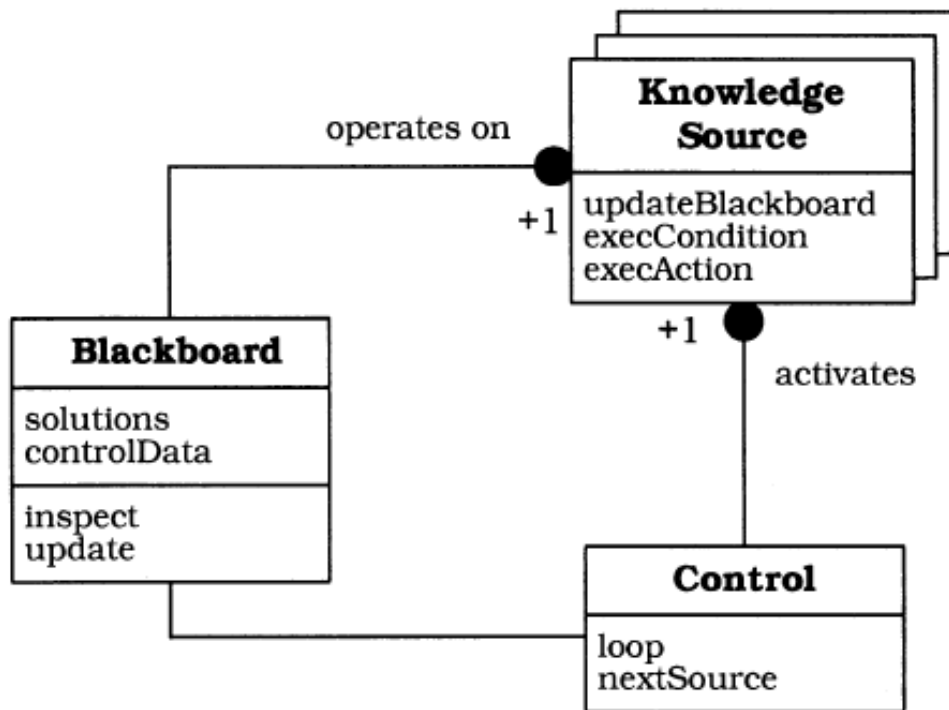 Knowledge
Source
operates on
+1
updateBlackboard
execCondition
execAction
+1
activates
Blackboard
solutions
controlData
inspect
update
Control
loop
nextSource